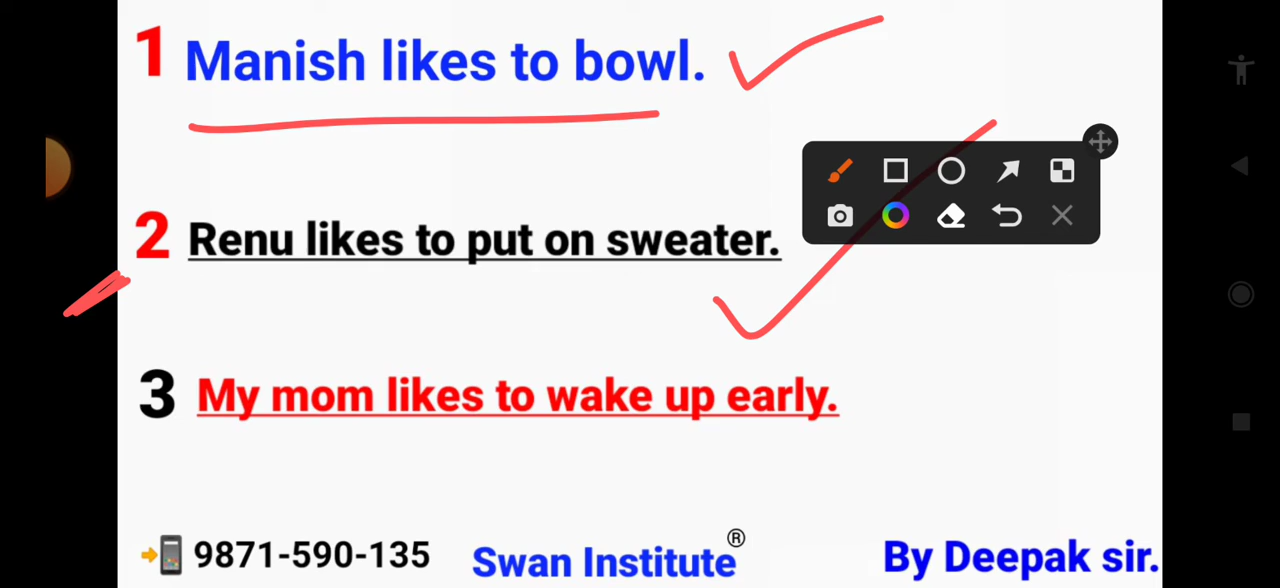 1 Manish likes to bowl.
2 Renu likes to put on sweater.
3 My mom likes to wake up early.
9871-590-135 Swan Institute® By Deepak sir.